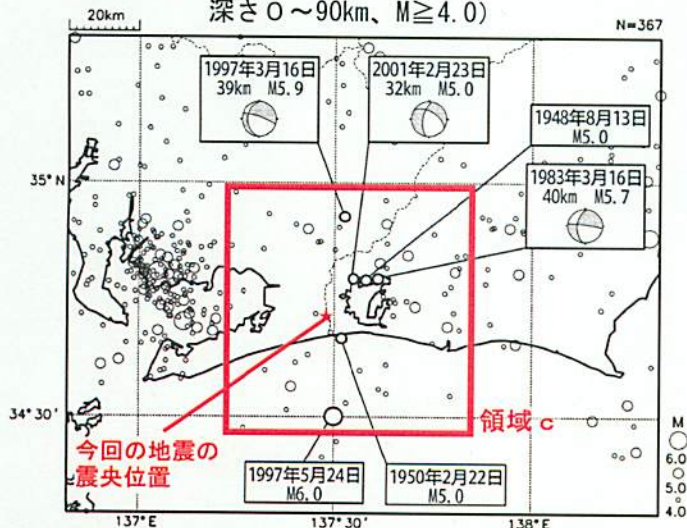 深さ0～90km、M≧4.0)
20km
N=367
1997年3月16日
39km M5.9
2001年2月23日
32km M5.0
1948年8月13日
M5.0
1983年3月16日
40km M5.7
35°N
34°30'
領域c
今回の地震の
震央位置
1997年5月24日
M6.0
1950年2月22日
M5.0
M
6.0
5.0
4.0
137°E
137°30'
138°E